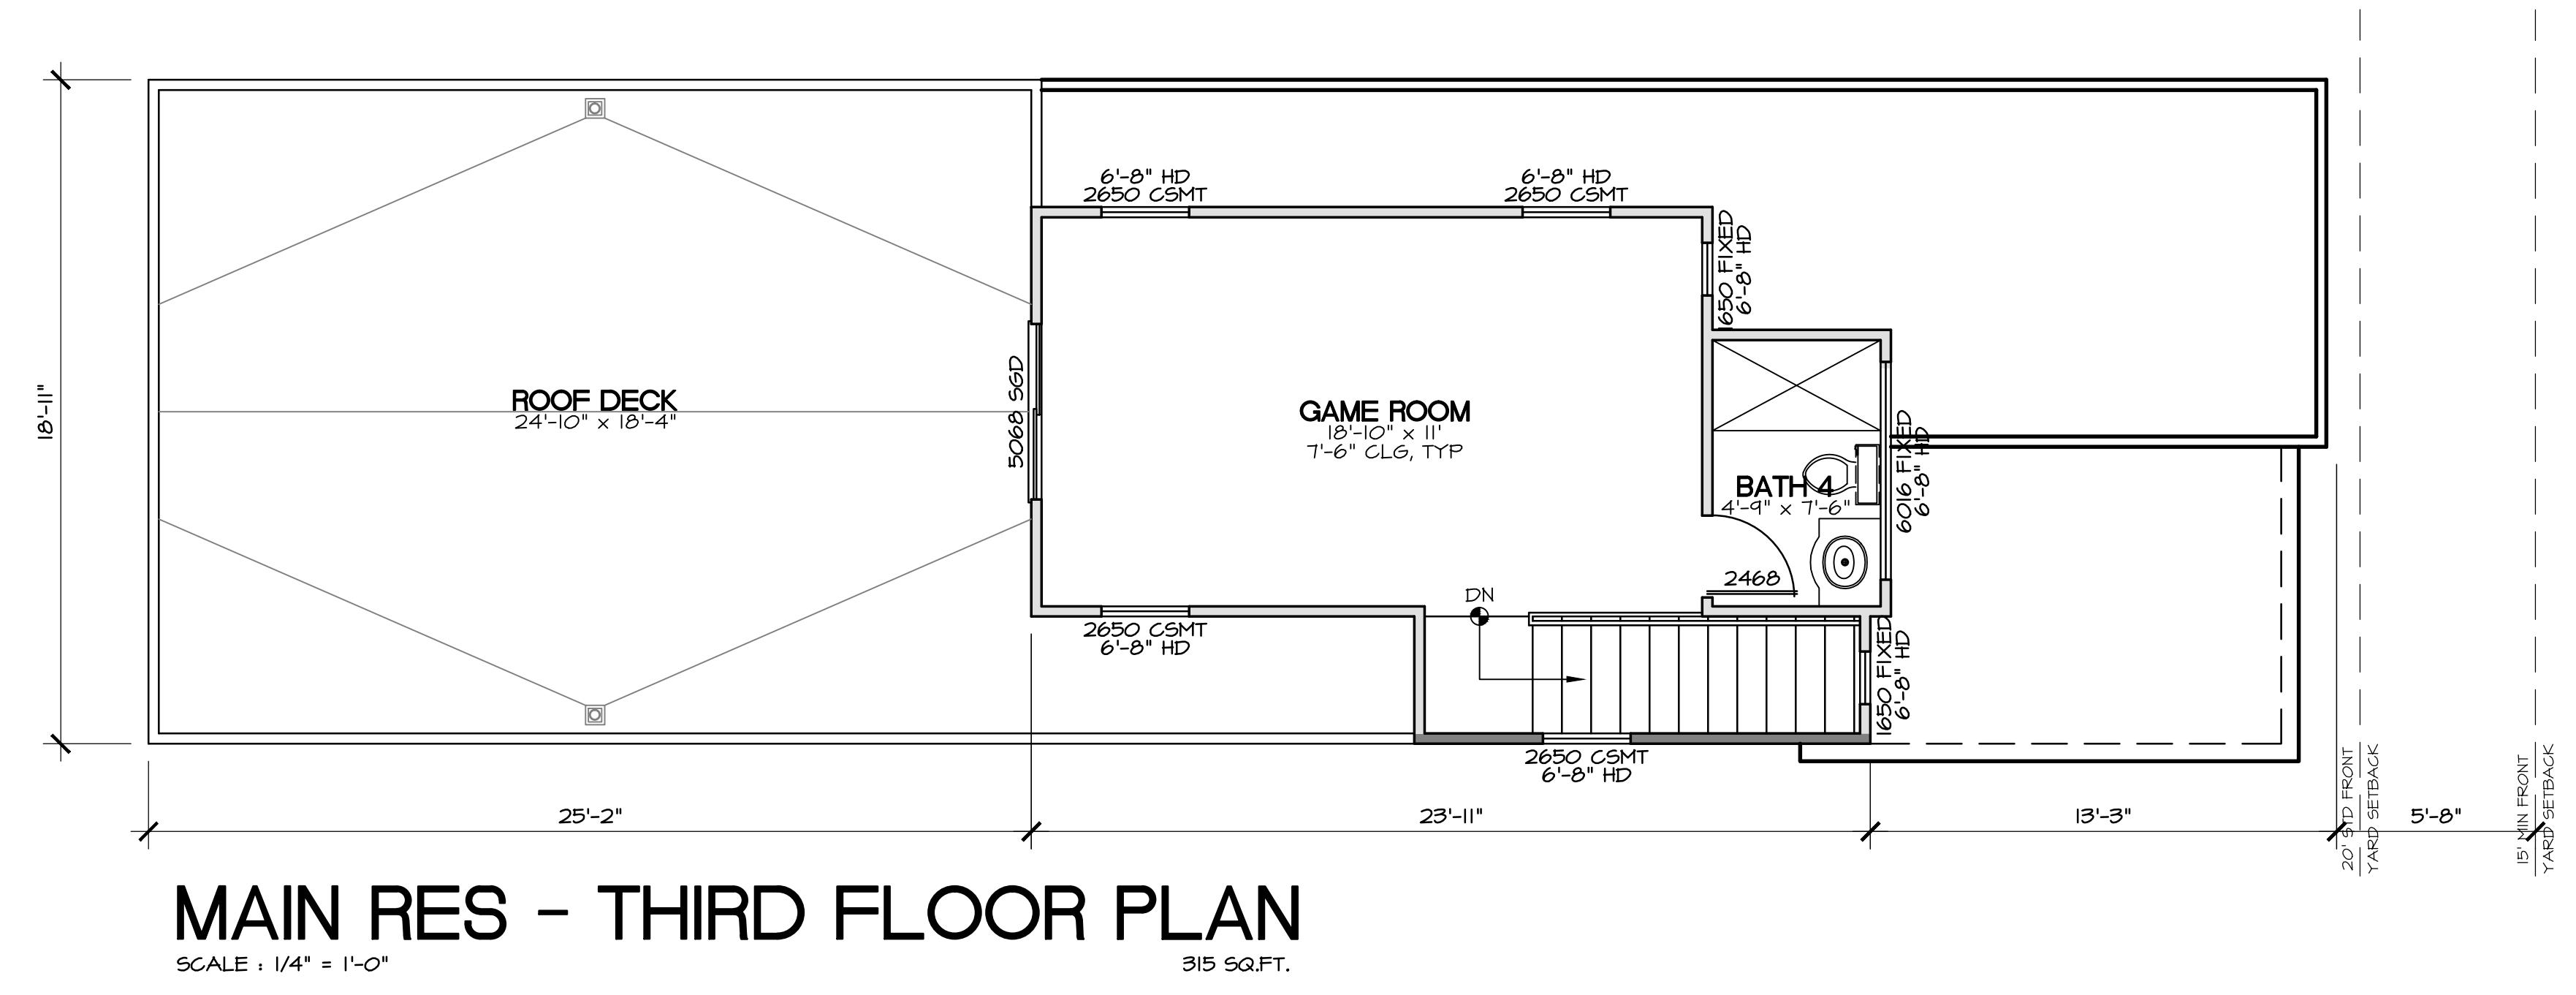 6'-8" HD
2650 CSMT
6'-8" HD
2650 CSMT
1650 FIXED
6'-8" HD
18'-11"
ROOF DECK
24'-10" x 18'-4"
5068 SGD
GAME ROOM
18'-10" x 11'
7'-6" CLG, TYP
BATH 4
4'-9" x 7'-6"
6016 FIXED
6'-8" HD
2468
DN
2650 CSMT
6'-8" HD
1650 FIXED
6'-8" HD
2650 CSMT
6'-8" HD
20' STD FRONT
YARD SETBACK
15' MIN FRONT
YARD SETBACK
25'-2"
23'-11"
13'-3"
5'-8"
MAIN RES - THIRD FLOOR PLAN
SCALE : 1/4" = 1'-0"
315 SQ.FT.